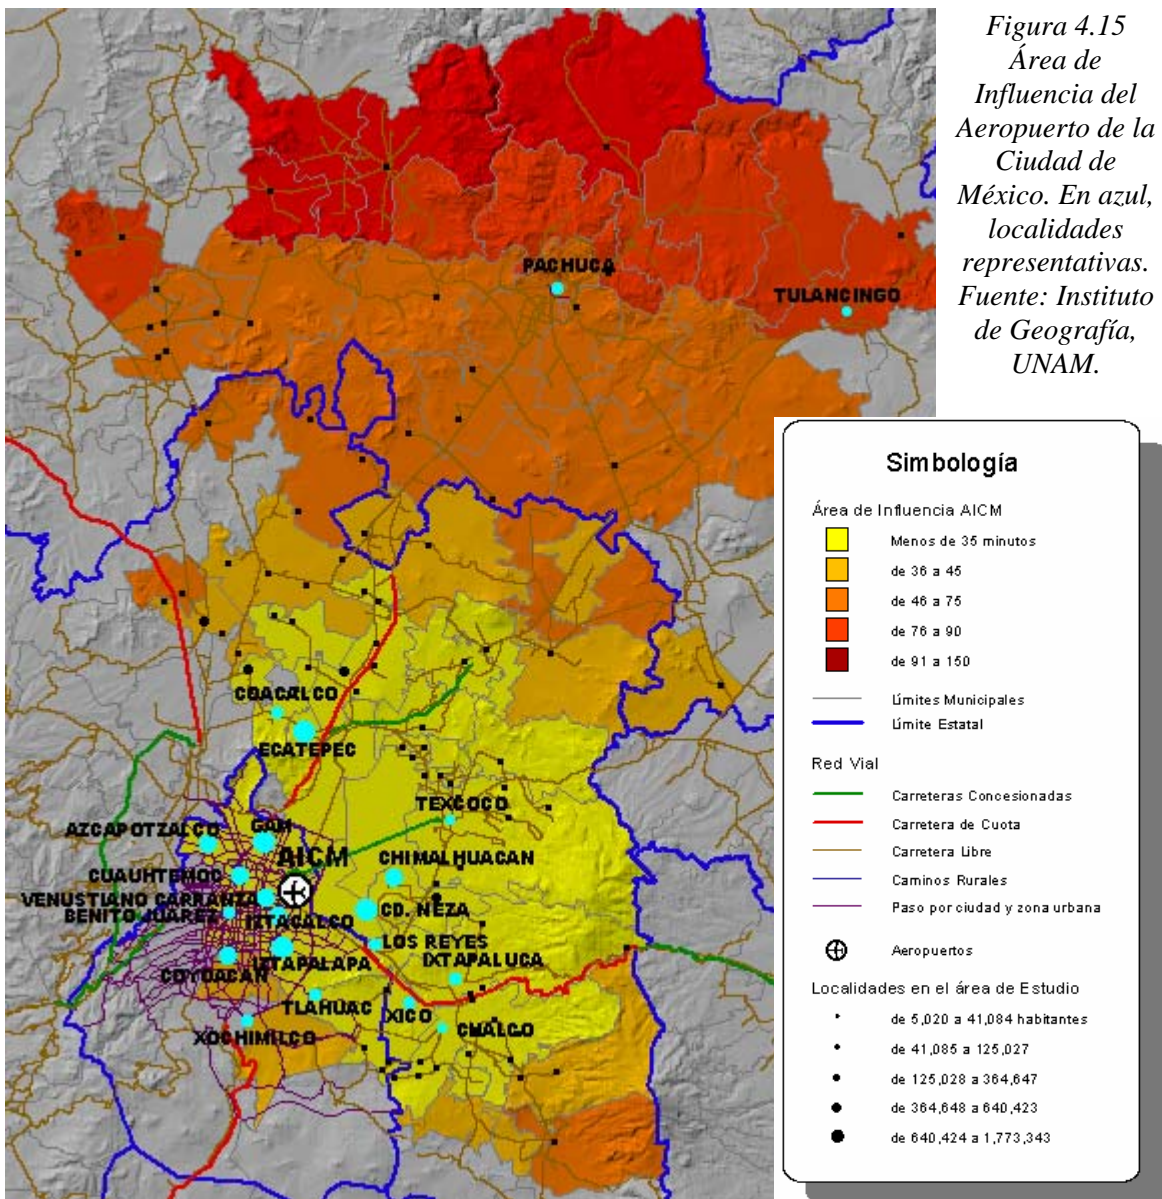 Figura 4.15
Área de
Influencia del
Aeropuerto de la
Ciudad de
México. En azul,
localidades
representativas.
Fuente: Instituto
de Geografía,
UNAM.
PACHUCA
TULANCINGO
COACALCO
ECATEPEC
TEXCOCO
AZCAPOTZALCO
GAM
AICM
CHIMALHUACAN
CUAUHTEMOC
VENUSTIANO CARRANZA
BENITO JUAREZ
IXTACALCO
CD. NEZA
LOS REYES
IXTAPALUCA
IZTAPALAPA
COYOACAN
TLAHUAC
XICO
CHALCO
XOCHIMILCO
Simbología
Área de Influencia AICM
Menos de 35 minutos
de 36 a 45
de 46 a 75
de 76 a 90
de 91 a 150
Límites Municipales
Límite Estatal
Red Vial
Carreteras Concesionadas
Carretera de Cuota
Carretera Libre
Caminos Rurales
Paso por ciudad y zona urbana
Aeropuertos
Localidades en el área de Estudio
de 5,020 a 41,084 habitantes
de 41,085 a 125,027
de 125,028 a 364,647
de 364,648 a 640,423
de 640,424 a 1,773,343